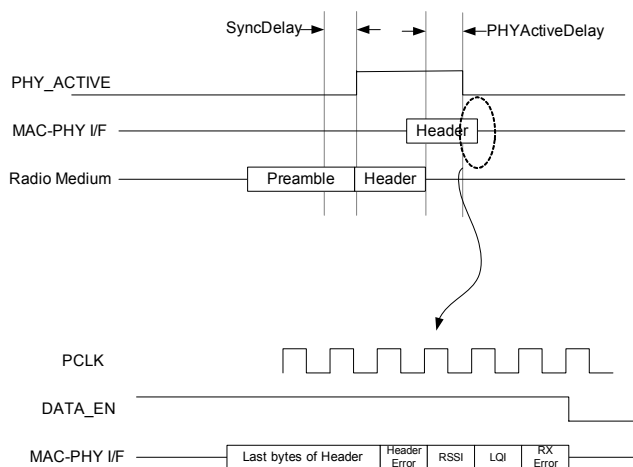 SyncDelay
PHYActiveDelay
PHY_ACTIVE
MAC-PHY I/F
Header
Radio Medium
Preamble
Header
PCLK
DATA_EN
MAC-PHY I/F
Last bytes of Header
Header Error
RSSI
LQI
RX Error